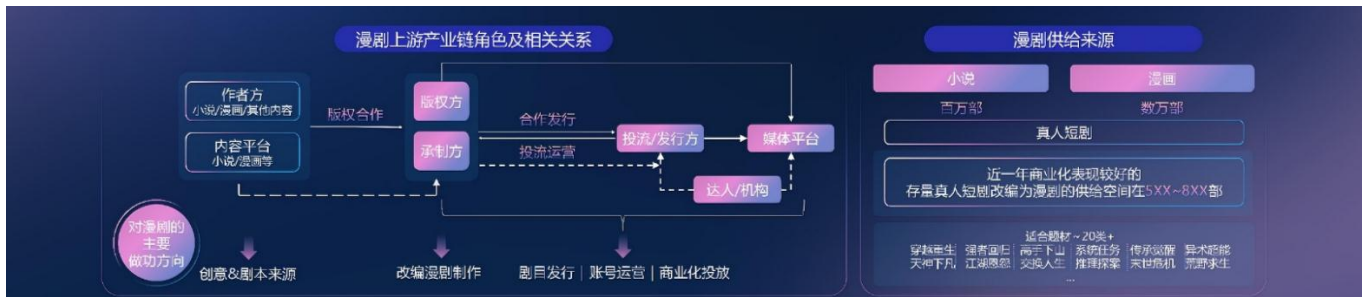 漫剧上游产业链角色及相关关系
作者方
小说/漫画/其他内容
内容平台
小说/漫画等
版权合作
版权方
承制方
合作发行
投流运营
投流/发行方
媒体平台
达人/机构
对漫剧的
主要
做功方向
创意&剧本来源
改编漫剧制作
剧目发行 | 账号运营 | 商业化投放
漫剧供给来源
小说
漫画
百万部
数万部
真人短剧
近一年商业化表现较好的
存量真人短剧改编为漫剧的供给空间在5XX~8XX部
适合题材~20类+
穿越重生 强者回归 高手下山 系统任务 传承觉醒 异术超能
天神下凡 江湖恩怨 交换人生 推理探案 末世危机 荒野求生
...